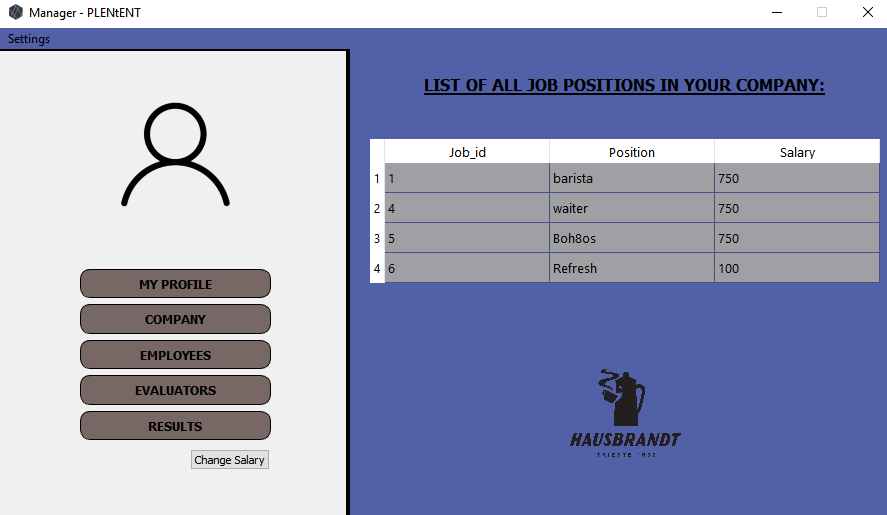 Manager - PLENtENT
Settings
MY PROFILE
COMPANY
EMPLOYEES
EVALUATORS
RESULTS
Change Salary
LIST OF ALL JOB POSITIONS IN YOUR COMPANY:
Job_id Position Salary
1 1 barista 750
2 4 waiter 750
3 5 Boh8os 750
4 6 Refresh 100
HAUSBRANDT
TRIESTE 1892